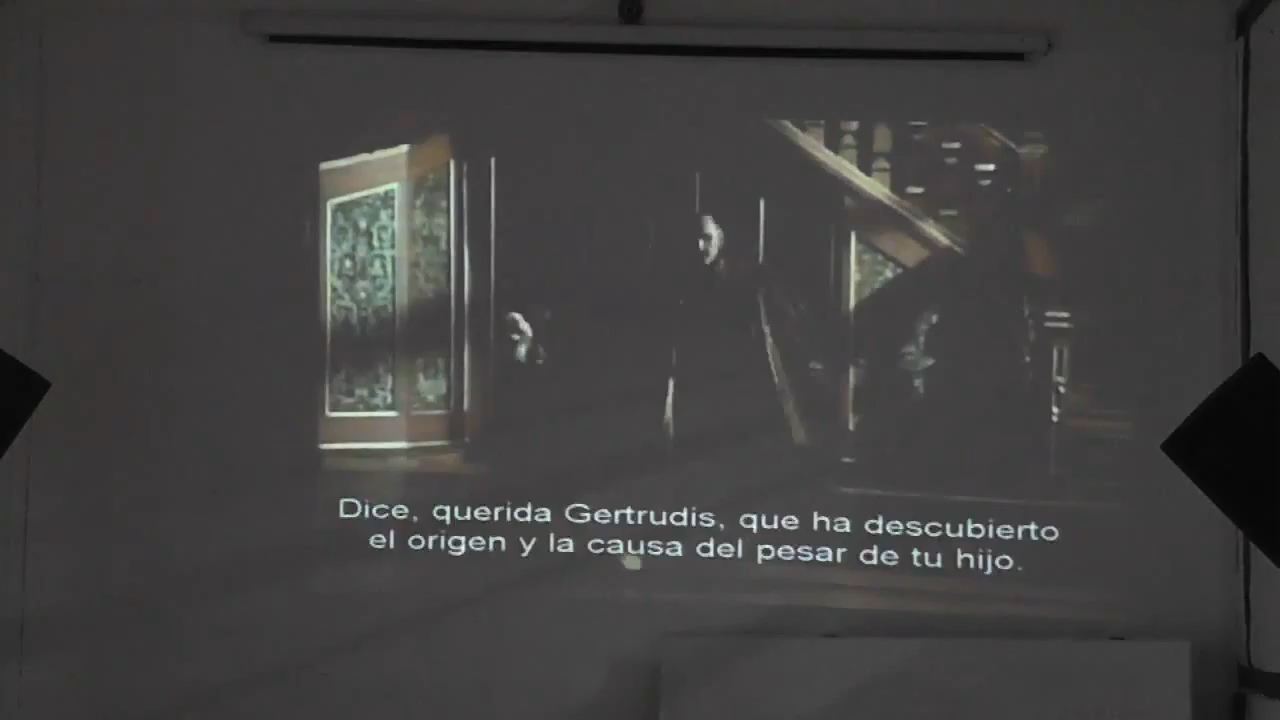 Dice, querida Gertrudis, que ha descubierto
el origen y la causa del pesar de tu hijo.